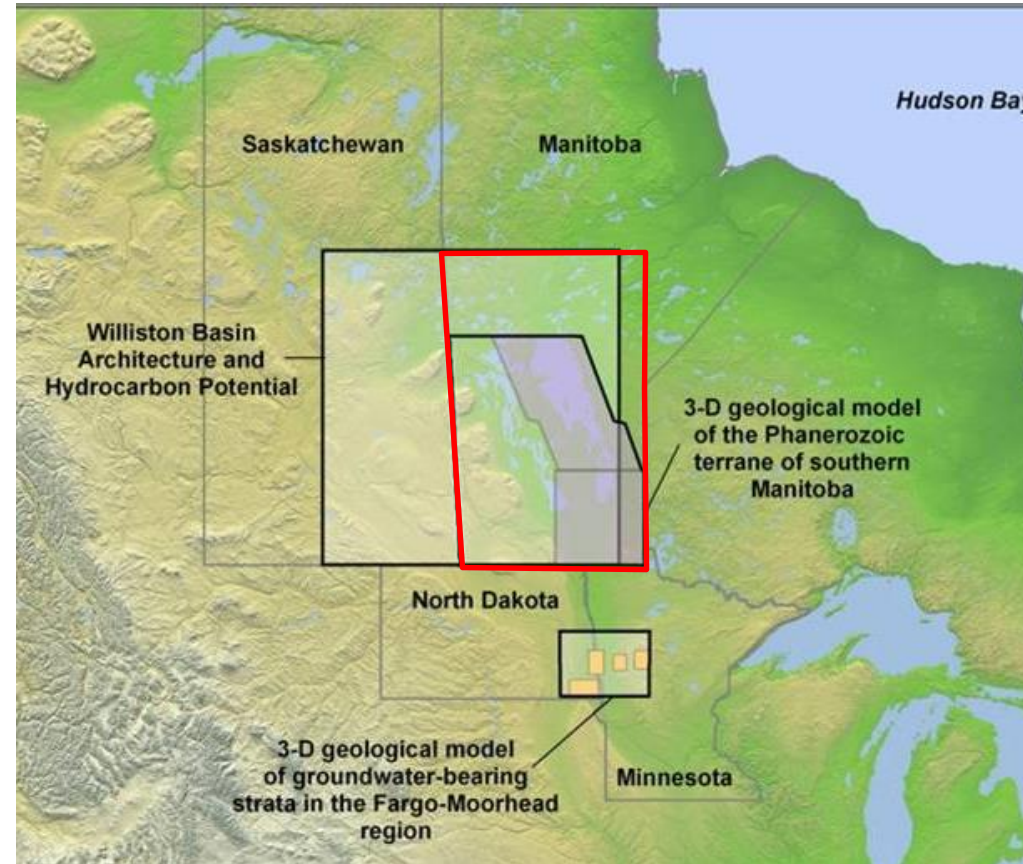 Hudson Ba
Saskatchewan
Manitoba
Williston Basin
Architecture and
Hydrocarbon Potential
3-D geological model
of the Phanerozoic
terrane of southern
Manitoba
North Dakota
3-D geological model
of groundwater-bearing
strata in the Fargo-Moorhead
region
Minnesota